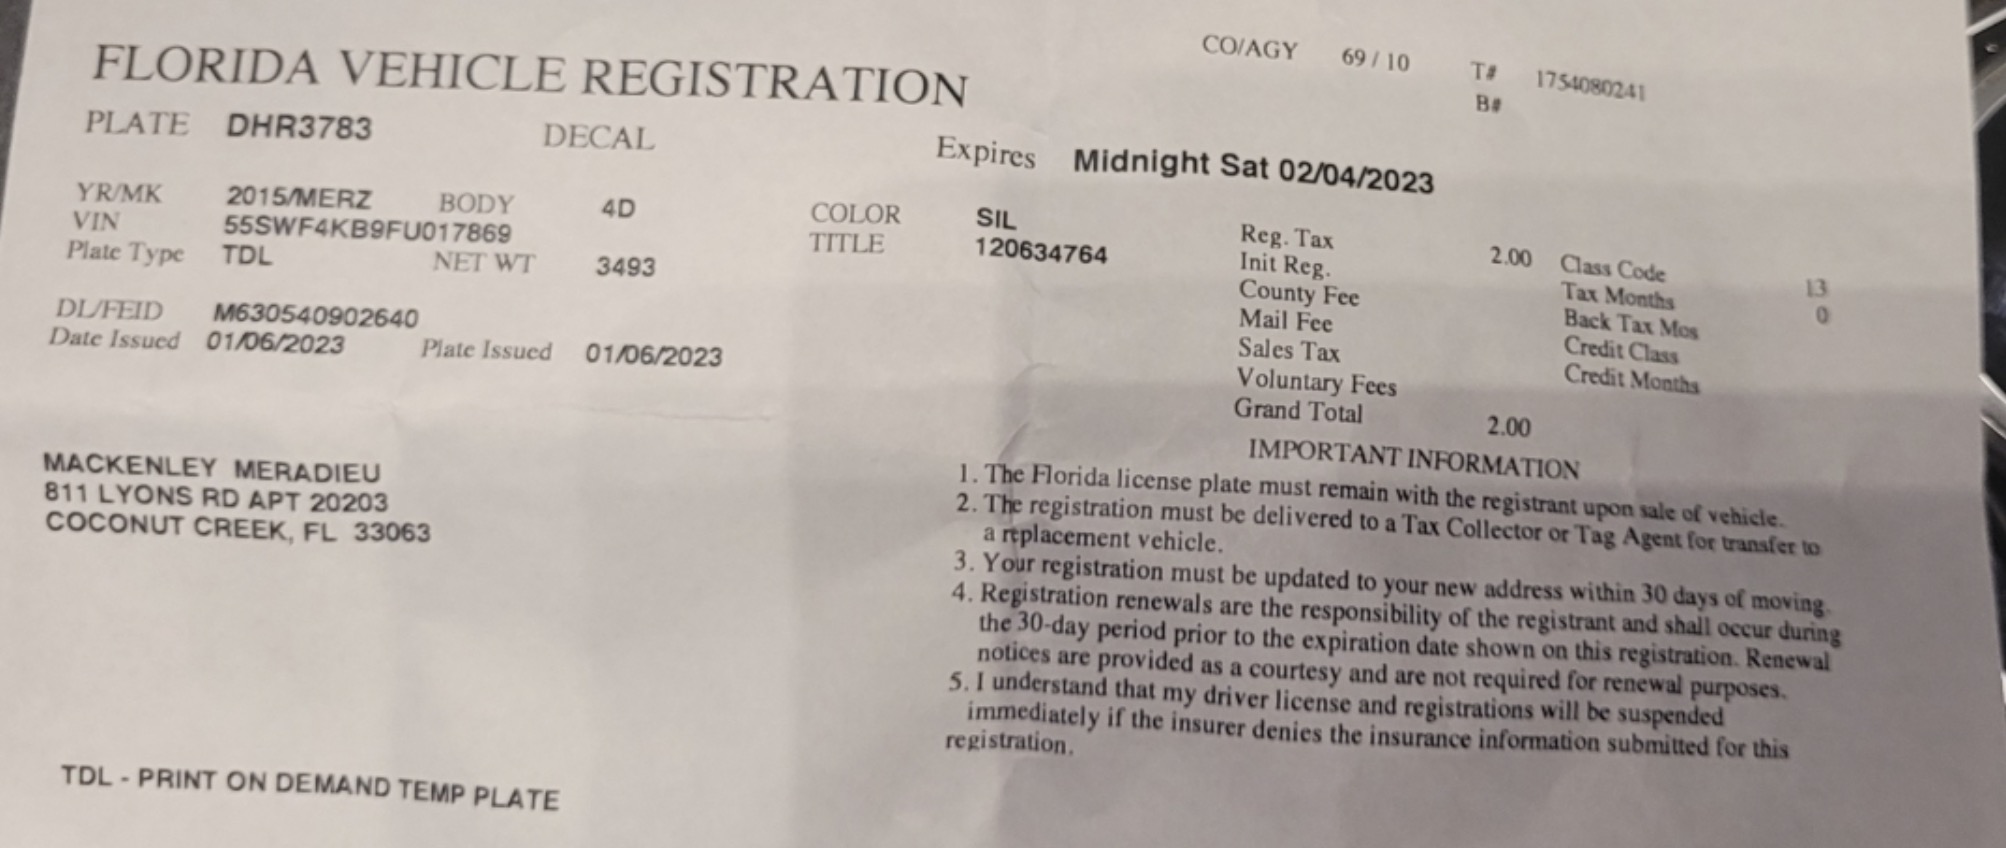 FLORIDA VEHICLE REGISTRATION
CO/AGY 69 / 10 T# 1754080241
B#
PLATE DHR3783 DECAL Expires Midnight Sat 02/04/2023
YR/MK 2015/MERZ BODY 4D COLOR SIL
VIN 55SWF4KB9FU017869 TITLE 120634764
Plate Type TDL NET WT 3493
DL/FEID M630540902640
Date Issued 01/06/2023 Plate Issued 01/06/2023
Reg. Tax 2.00 Class Code 13
Init Reg. Tax Months 0
County Fee Back Tax Mos
Mail Fee Credit Class
Sales Tax Credit Months
Voluntary Fees
Grand Total 2.00
MACKENLEY MERADIEU
811 LYONS RD APT 20203
COCONUT CREEK, FL 33063
IMPORTANT INFORMATION
1. The Florida license plate must remain with the registrant upon sale of vehicle.
2. The registration must be delivered to a Tax Collector or Tag Agent for transfer to
a replacement vehicle.
3. Your registration must be updated to your new address within 30 days of moving.
4. Registration renewals are the responsibility of the registrant and shall occur during
the 30-day period prior to the expiration date shown on this registration. Renewal
notices are provided as a courtesy and are not required for renewal purposes.
5. I understand that my driver license and registrations will be suspended
immediately if the insurer denies the insurance information submitted for this
registration.
TDL - PRINT ON DEMAND TEMP PLATE